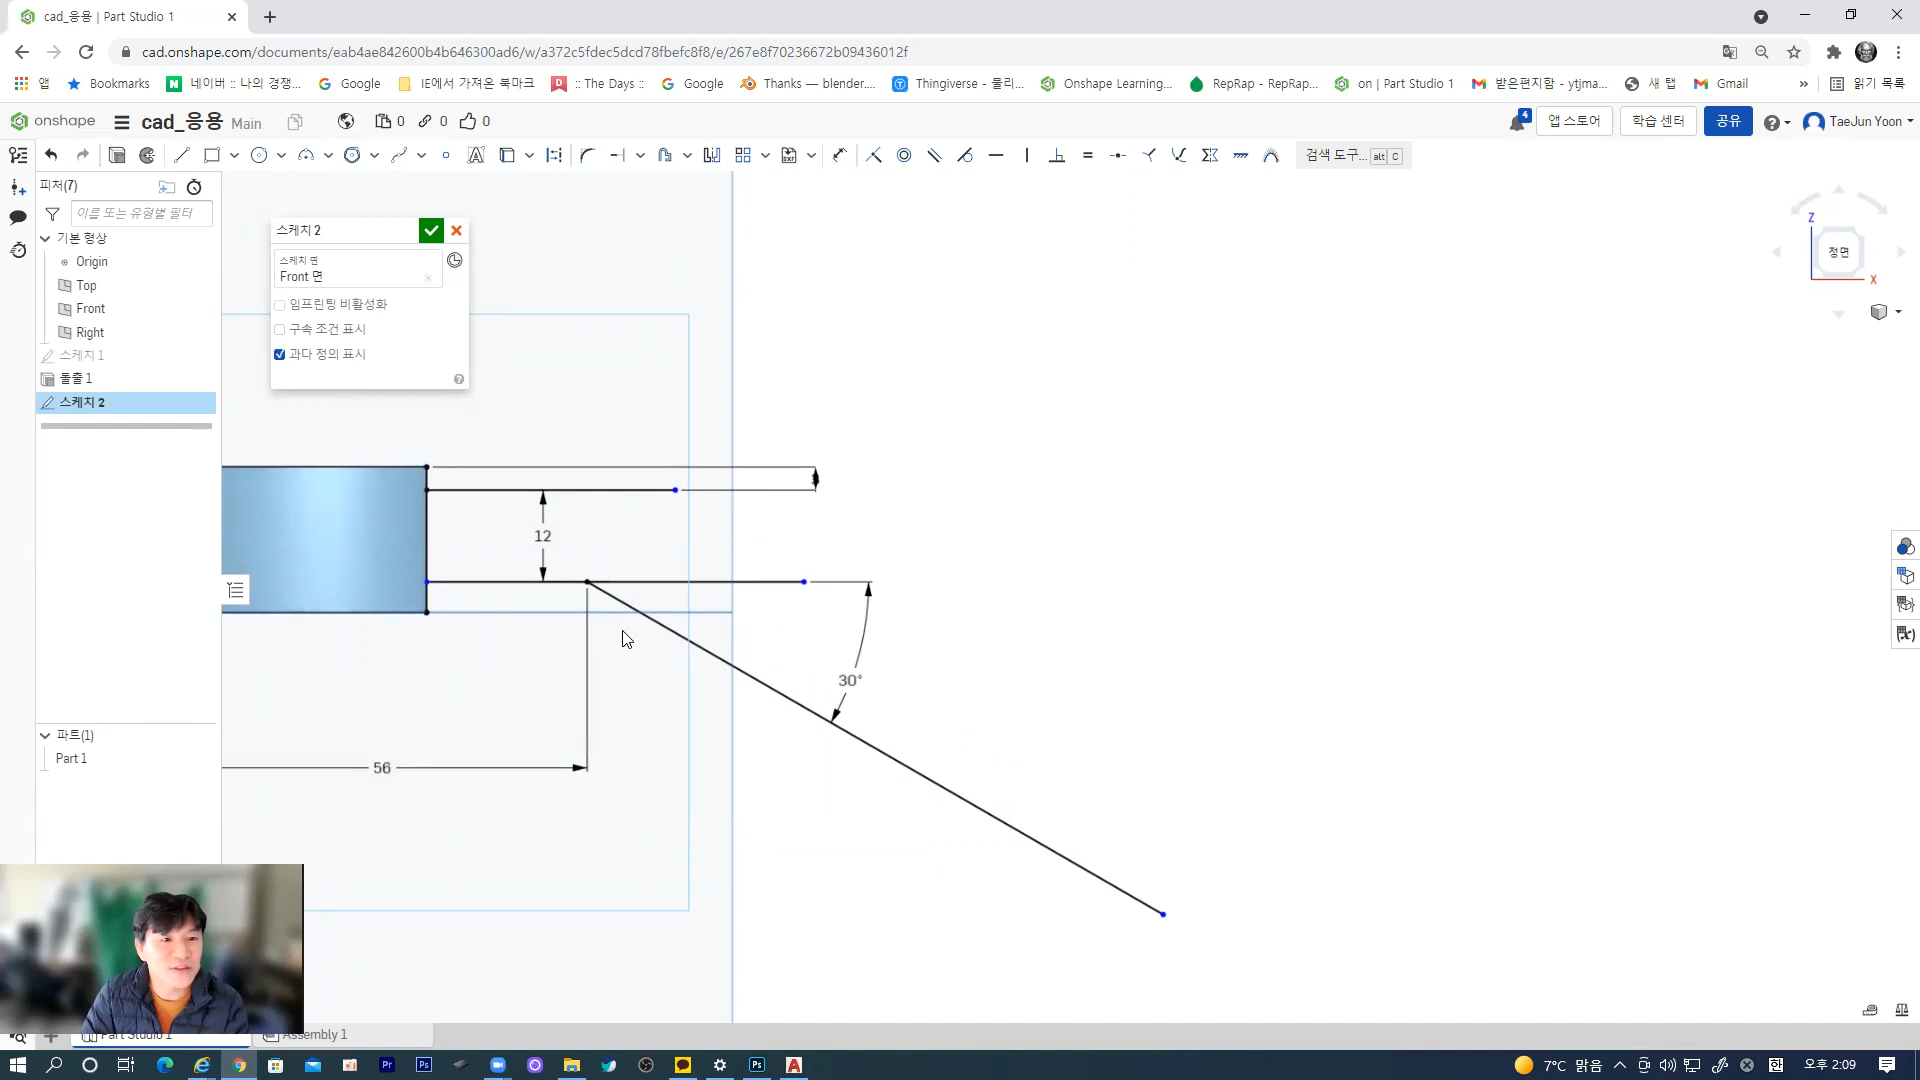 cad_응용 | Part Studio 1
cad.onshape.com/documents/eab4ae842600b4b646300ad6/w/a372c5fdec5dcd78fbefc8f8/e/267e8f70236672b09436012f
앱
Bookmarks
네이버 :: 나의 경쟁...
Google
IE에서 가져온 북마크
:: The Days ::
Google
Thanks — blender....
Thingiverse - 둘리...
Onshape Learning...
RepRap - RepRap...
on | Part Studio 1
받은편지함 - ytjma...
새 탭
Gmail
»
읽기 목록
onshape
cad_응용 Main
0
0
0
4
앱 스토어
학습 센터
공유
TaeJun Yoon
검색 도구... alt C
피처(7)
이름 또는 유형별 필터
기본 형상
Origin
Top
Front
Right
스케치 1
돌출 1
스케치 2
스케치 2
스케치 면
Front 면
임프린팅 비활성화
구속 조건 표시
과다 정의 표시
Z
정면
X
12
30°
56
파트(1)
Part 1
Part Studio 1
Assembly 1
7°C 맑음
한
오후 2:09